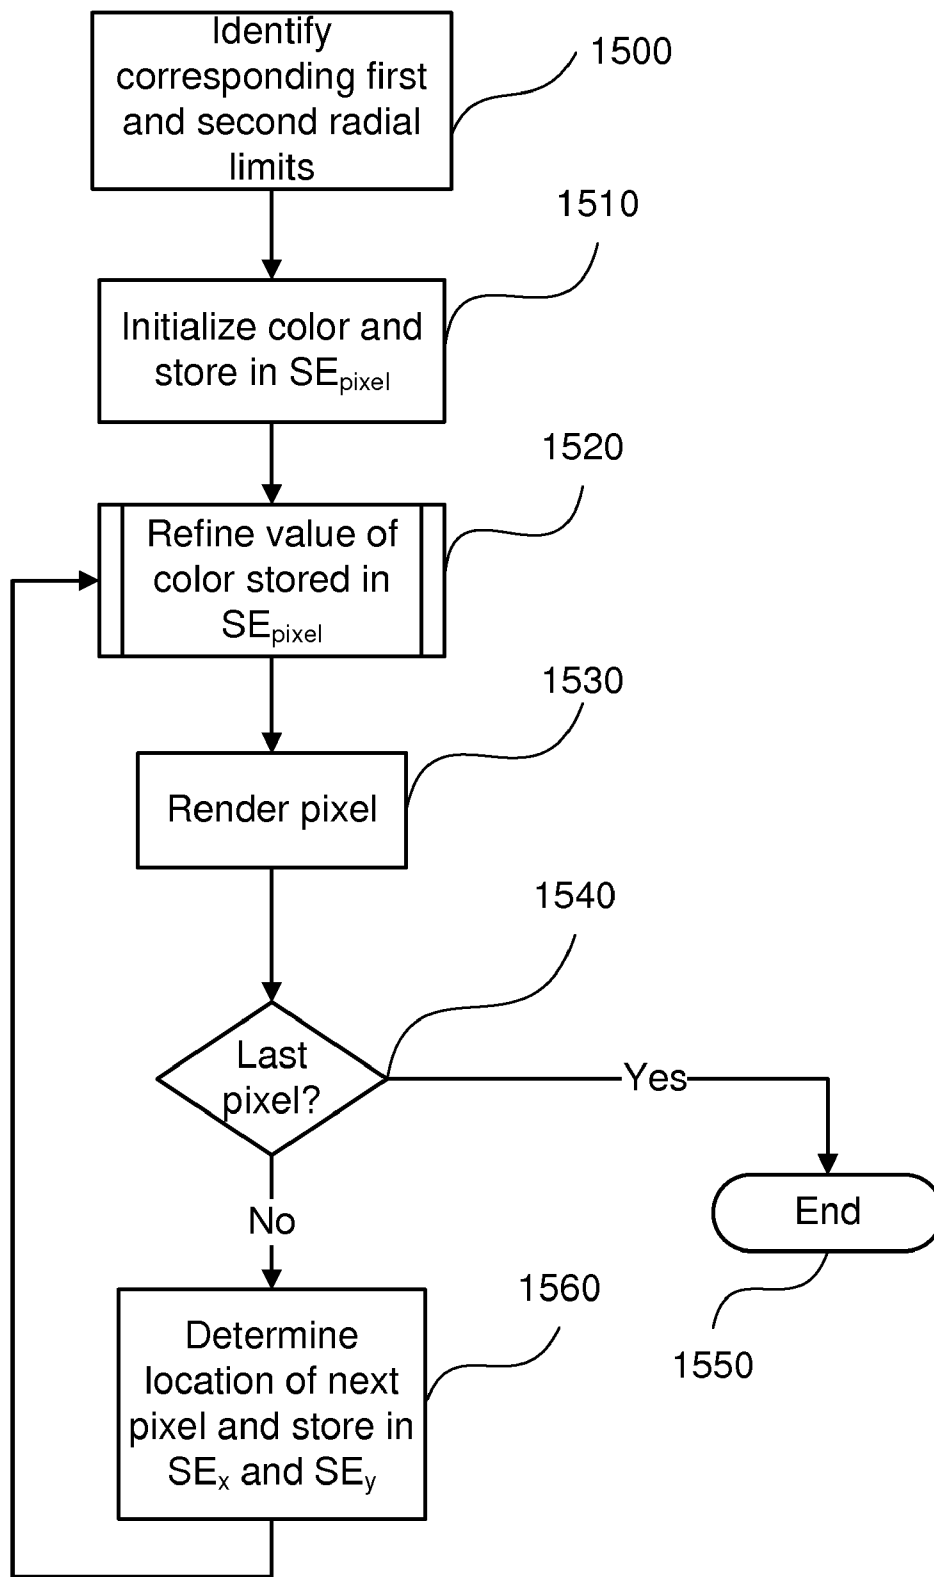 Identify
corresponding first
and second radial
limits
1500
1510
Initialize color and
store in SEpixel
1520
Refine value of
color stored in
SEpixel
1530
Render pixel
1540
Last
pixel?
Yes
No
End
1550
1560
Determine
location of next
pixel and store in
SEx and SEy